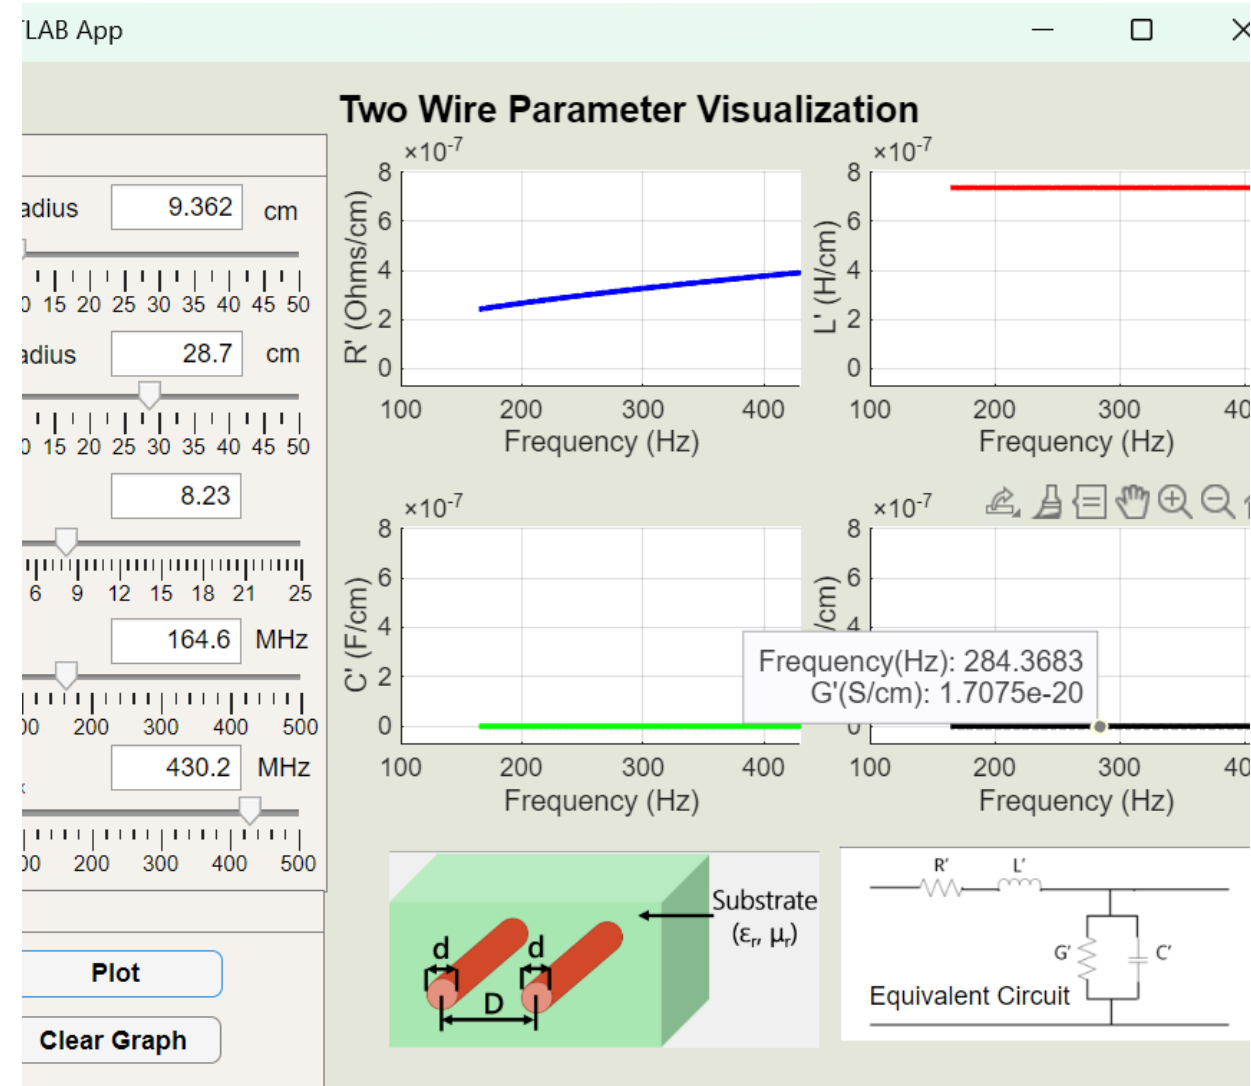 TLAB App
Two Wire Parameter Visualization
adius 9.362 cm
15 20 25 30 35 40 45 50
adius 28.7 cm
15 20 25 30 35 40 45 50
8.23
6 9 12 15 18 21 25
164.6 MHz
00 200 300 400 500
430.2 MHz
00 200 300 400 500
Plot
Clear Graph
×10-7
R' (Ohms/cm)
8
6
4
2
0
100 200 300 400
Frequency (Hz)
×10-7
L' (H/cm)
8
6
4
2
0
100 200 300 40
Frequency (Hz)
×10-7
C' (F/cm)
8
6
4
2
0
100 200 300 400
Frequency (Hz)
×10-7
/cm)
8
6
4
0
Frequency(Hz): 284.3683
G'(S/cm): 1.7075e-20
100 200 300 40
Frequency (Hz)
Substrate
(εr, μr)
d d
D
R' L'
G' C'
Equivalent Circuit